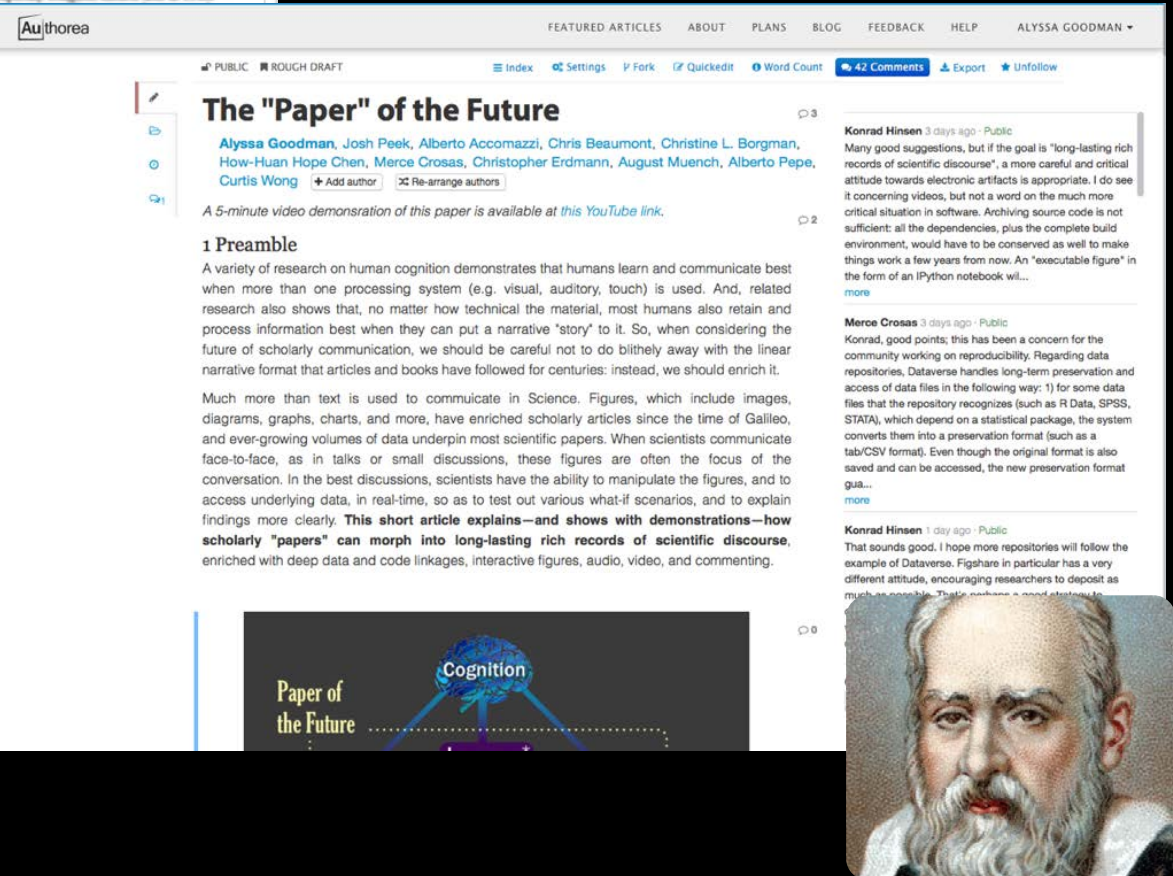 Authorea
FEATURED ARTICLES ABOUT PLANS BLOG FEEDBACK HELP ALYSSA GOODMAN
PUBLIC ROUGH DRAFT
Index Settings Fork Quickedit Word Count 42 Comments Export Unfollow
The "Paper" of the Future
3
Alyssa Goodman, Josh Peek, Alberto Accomazzi, Chris Beaumont, Christine L. Borgman,
How-Huan Hope Chen, Merce Crosas, Christopher Erdmann, August Muench, Alberto Pepe,
Curtis Wong + Add author Re-arrange authors
1
A 5-minute video demonsration of this paper is available at this YouTube link.
2
1 Preamble
A variety of research on human cognition demonstrates that humans learn and communicate best
when more than one processing system (e.g. visual, auditory, touch) is used. And, related
research also shows that, no matter how technical the material, most humans also retain and
process information best when they can put a narrative "story" to it. So, when considering the
future of scholarly communication, we should be careful not to do blithely away with the linear
narrative format that articles and books have followed for centuries: instead, we should enrich it.
Much more than text is used to commuicate in Science. Figures, which include images,
diagrams, graphs, charts, and more, have enriched scholarly articles since the time of Galileo,
and ever-growing volumes of data underpin most scientific papers. When scientists communicate
face-to-face, as in talks or small discussions, these figures are often the focus of the
conversation. In the best discussions, scientists have the ability to manipulate the figures, and to
access underlying data, in real-time, so as to test out various what-if scenarios, and to explain
findings more clearly. This short article explains—and shows with demonstrations—how
scholarly "papers" can morph into long-lasting rich records of scientific discourse,
enriched with deep data and code linkages, interactive figures, audio, video, and commenting.
0
Cognition
Paper of
the Future
Konrad Hinsen 3 days ago · Public
Many good suggestions, but if the goal is "long-lasting rich
records of scientific discourse", a more careful and critical
attitude towards electronic artifacts is appropriate. I do see
it concerning videos, but not a word on the much more
critical situation in software. Archiving source code is not
sufficient: all the dependencies, plus the complete build
environment, would have to be conserved as well to make
things work a few years from now. An "executable figure" in
the form of an IPython notebook wil...
more
Merce Crosas 3 days ago · Public
Konrad, good points; this has been a concern for the
community working on reproducibility. Regarding data
repositories, Dataverse handles long-term preservation and
access of data files in the following way: 1) for some data
files that the repository recognizes (such as R Data, SPSS,
STATA), which depend on a statistical package, the system
converts them into a preservation format (such as a
tab/CSV format). Even though the original format is also
saved and can be accessed, the new preservation format
gua...
more
Konrad Hinsen 1 day ago · Public
That sounds good. I hope more repositories will follow the
example of Dataverse. Figshare in particular has a very
different attitude, encouraging researchers to deposit as
much as possible. That's perhaps a good strategy to